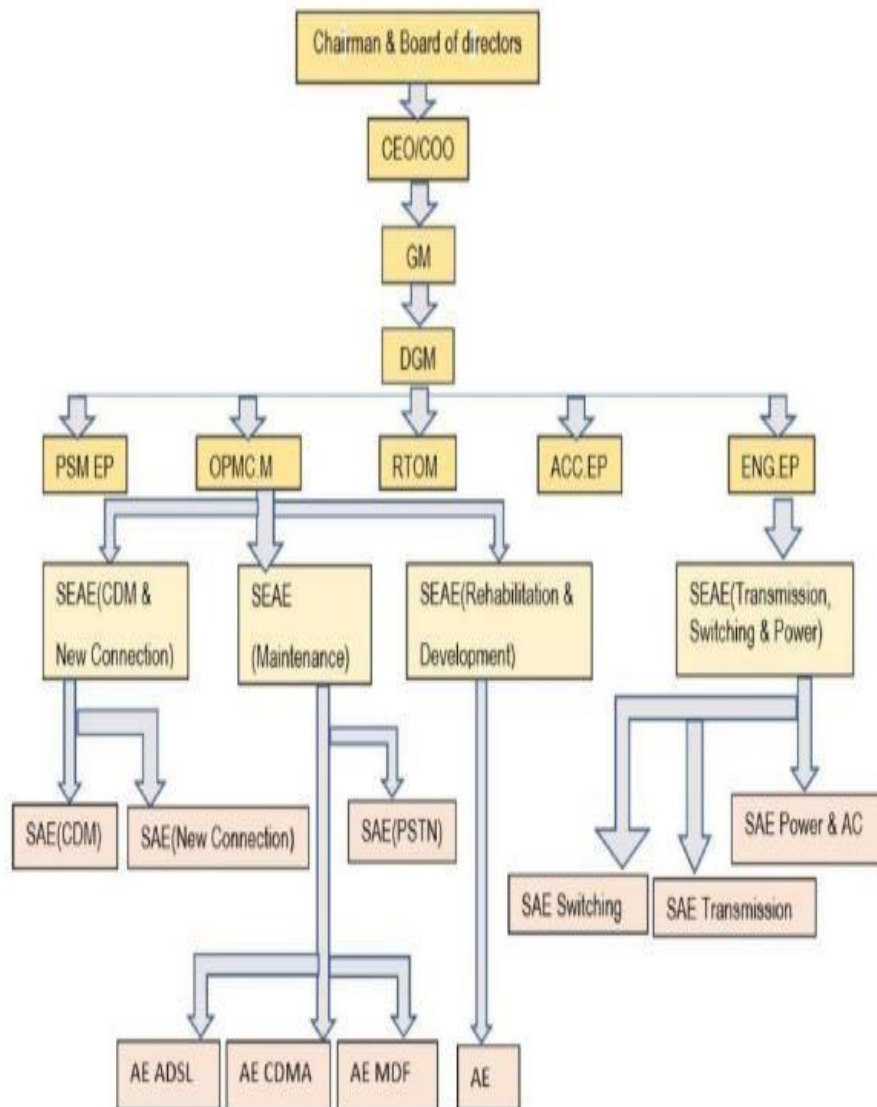 Chairman & Board of directors
CEO/COO
GM
DGM
PSM EP
OPMC.M
RTOM
ACC.EP
ENG.EP
SEAE(CDM &
New Connection)
SEAE
(Maintenance)
SEAE(Rehabilitation &
Development)
SEAE(Transmission,
Switching & Power)
SAE(CDM)
SAE(New Connection)
SAE(PSTN)
SAE Power & AC
SAE Switching
SAE Transmission
AE ADSL
AE CDMA
AE MDF
AE